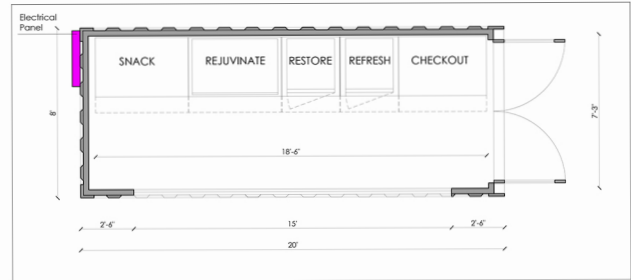 Electrical
Panel
SNACK
REJUVINATE
RESTORE
REFRESH
CHECKOUT
8'
7'-3"
18'-6"
2'-6"
15'
2'-6"
20'